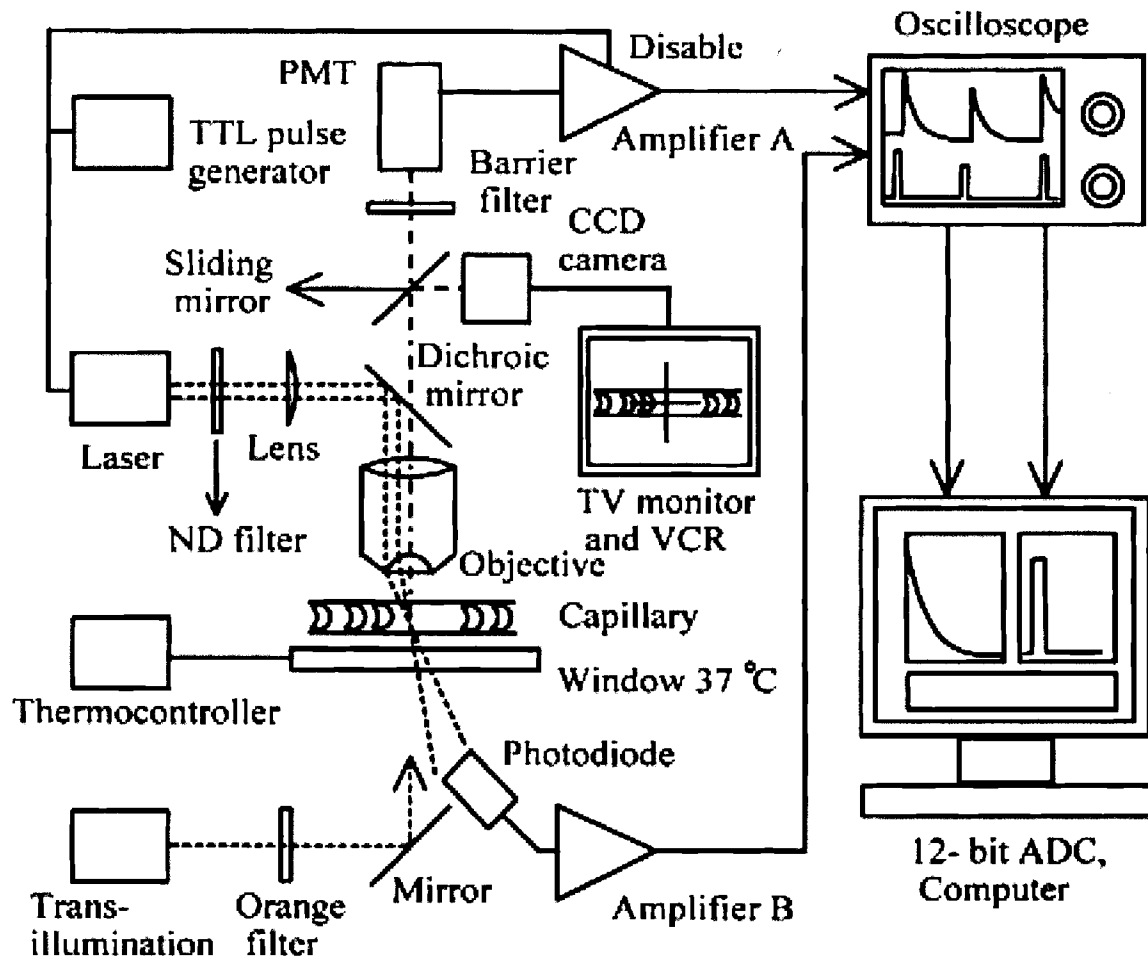 Oscilloscope
Disable
PMT
TTL pulse
generator
Amplifier A
Barrier
filter
CCD
camera
Sliding
mirror
Dichroic
mirror
Laser
Lens
ND filter
TV monitor
and VCR
Objective
Capillary
Window 37 °C
Thermocontroller
Photodiode
Mirror
Trans-
illumination
Orange
filter
Amplifier B
12- bit ADC,
Computer